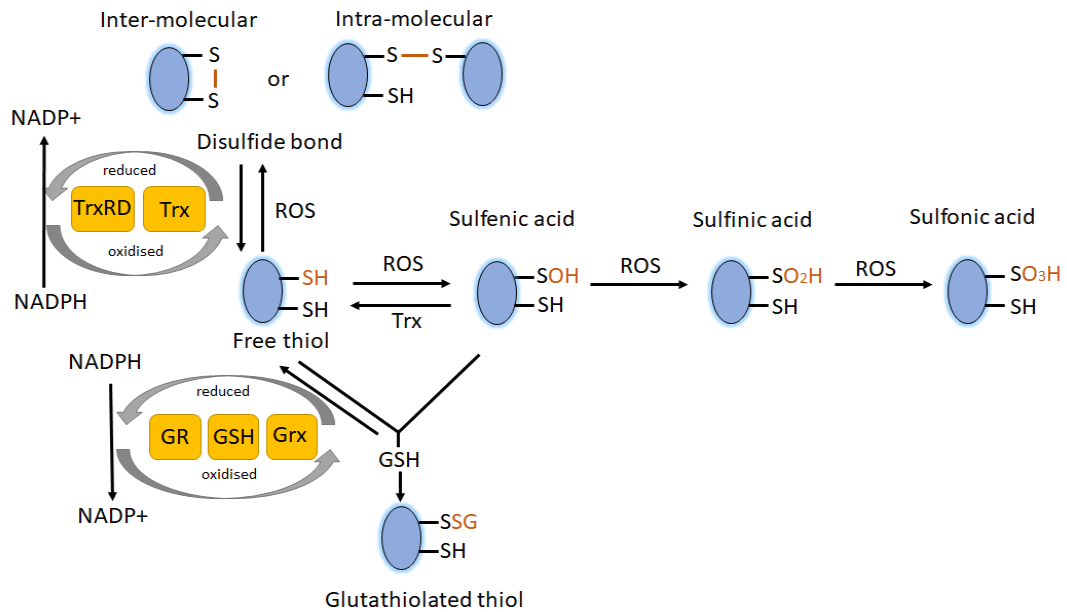 Inter-molecular
Intra-molecular
S
S
or
S
S
SH
NADP+
Disulfide bond
reduced
TrxRD
Trx
oxidised
NADPH
ROS
Sulfenic acid
Sulfinic acid
Sulfonic acid
SH
SH
ROS
Trx
SOH
SH
ROS
SO2H
SH
ROS
SO3H
SH
Free thiol
NADPH
reduced
GR
GSH
Grx
oxidised
NADP+
GSH
SSG
SH
Glutathiolated thiol